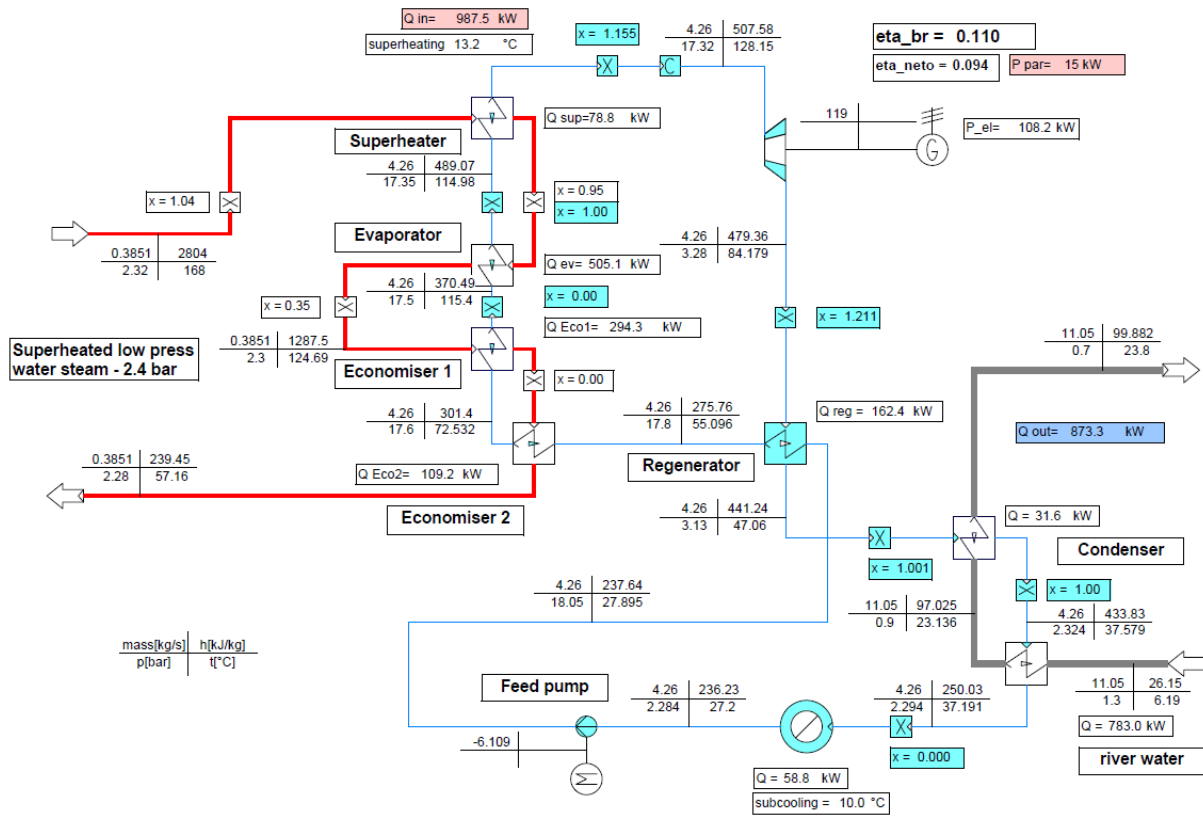 Q in= 987.5 kW
superheating 13.2 °C
x = 1.155
4.26 507.58
17.32 128.15
eta_br = 0.110
eta_neto = 0.094
P par= 15 kW
X
C
Q sup=78.8 kW
119
P_el= 108.2 kW
G
Superheater
4.26 489.07
17.35 114.98
x = 1.04
x = 0.95
x = 1.00
Evaporator
0.3851 2804
2.32 168
4.26 479.36
3.28 84.179
Q ev= 505.1 kW
4.26 370.49
17.5 115.4
x = 0.35
x = 0.00
Q Eco1= 294.3 kW
x = 1.211
Superheated low press
water steam - 2.4 bar
0.3851 1287.5
2.3 124.69
Economiser 1
x = 0.00
11.05 99.882
0.7 23.8
4.26 301.4
17.6 72.532
4.26 275.76
17.8 55.096
Q reg = 162.4 kW
Q out= 873.3 kW
0.3851 239.45
2.28 57.16
Q Eco2= 109.2 kW
Regenerator
Economiser 2
4.26 441.24
3.13 47.06
Q = 31.6 kW
Condenser
X
x = 1.001
x = 1.00
4.26 237.64
18.05 27.895
11.05 97.025
0.9 23.136
4.26 433.83
2.324 37.579
mass[kg/s] h[kJ/kg]
p[bar] t[°C]
Feed pump
4.26 236.23
2.284 27.2
4.26 250.03
2.294 37.191
11.05 26.15
1.3 6.19
X
Q = 783.0 kW
-6.109
x = 0.000
river water
Q = 58.8 kW
subcooling = 10.0 °C